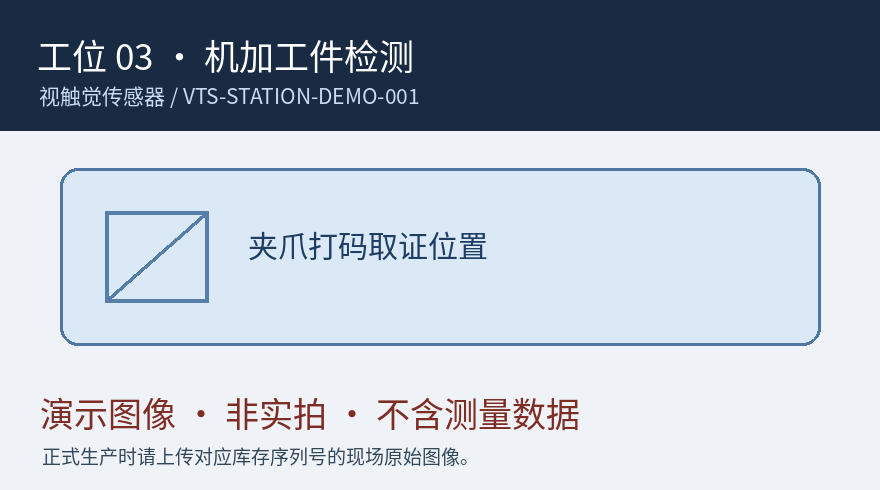 工位 03 · 机加工件检测
视触觉传感器 / VTS-STATION-DEMO-001
夹爪打码取证位置
演示图像 · 非实拍 · 不含测量数据
正式生产时请上传对应库存序列号的现场原始图像。